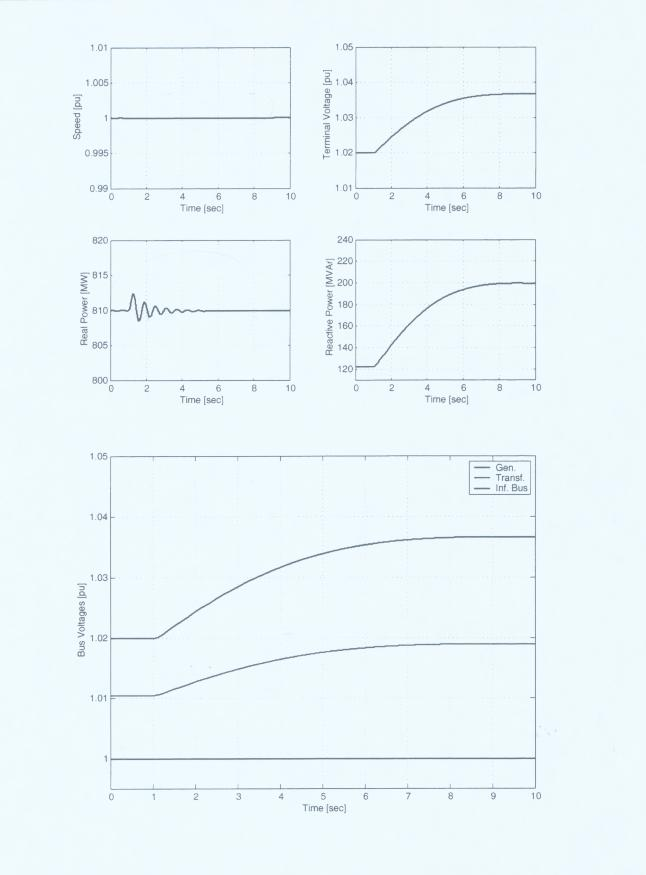 1.01
1.005
1
0.995
0.99
Speed [pu]
0 2 4 6 8 10
Time [sec]
1.05
1.04
1.03
1.02
1.01
Terminal Voltage [pu]
0 2 4 6 8 10
Time [sec]
820
815
810
805
800
Real Power [MW]
0 2 4 6 8 10
Time [sec]
240
220
200
180
160
140
120
Reactive Power [MVAr]
0 2 4 6 8 10
Time [sec]
1.05
1.04
1.03
1.02
1.01
1
Bus Voltages [pu]
Gen.
Transf.
Inf. Bus
0 1 2 3 4 5 6 7 8 9 10
Time [sec]